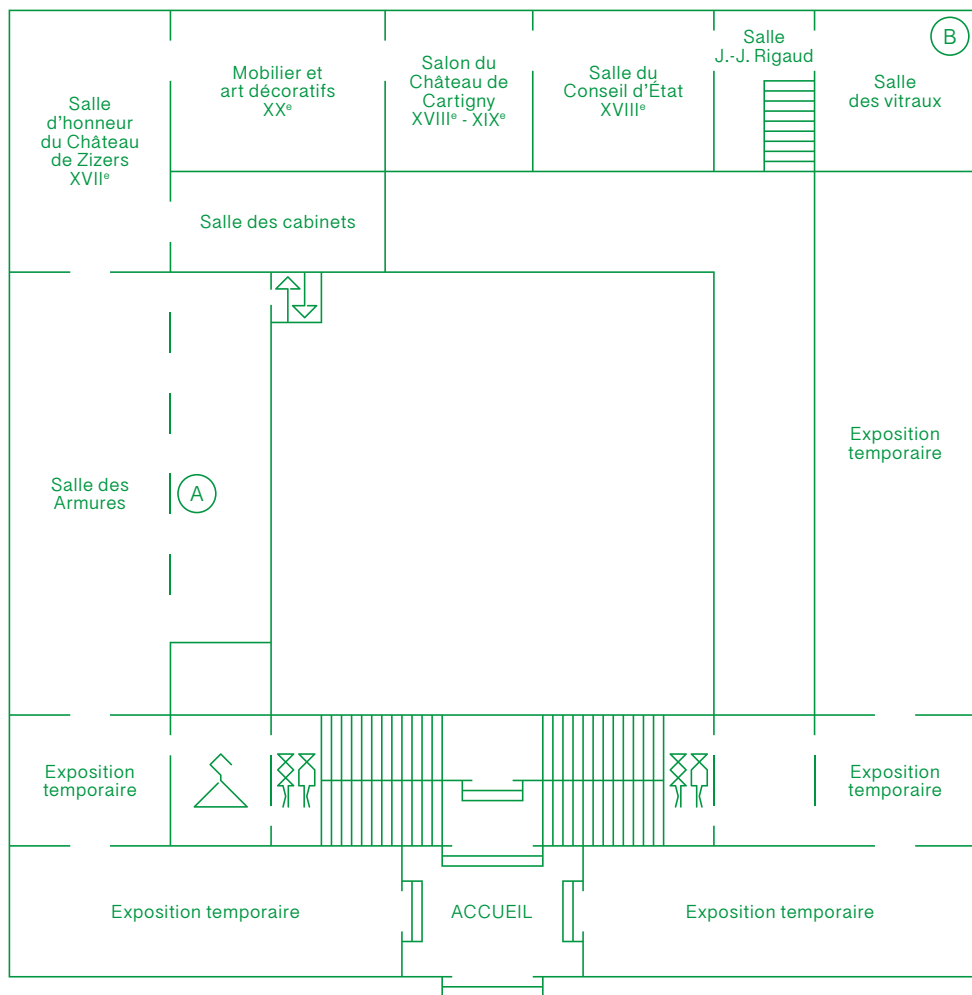 Salle
d'honneur
du Château
de Zizers
XVIIe
Mobilier et
art décoratifs
XXe
Salon du
Château de
Cartigny
XVIIIe - XIXe
Salle du
Conseil d'État
XVIIIe
Salle
J.-J. Rigaud
B
Salle
des vitraux
Salle des cabinets
Salle des
Armures
A
Exposition
temporaire
Exposition
temporaire
Exposition
temporaire
Exposition temporaire
ACCUEIL
Exposition temporaire